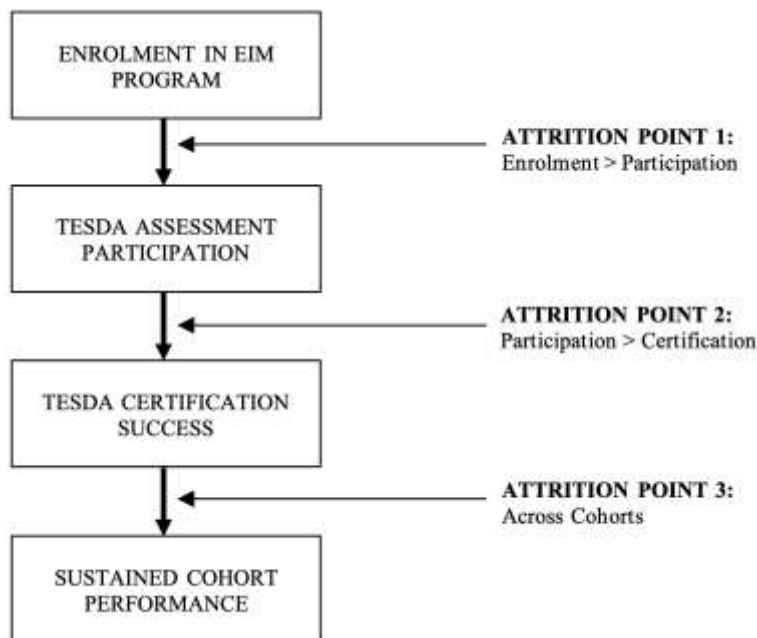 ENROLMENT IN EIM
PROGRAM
ATTRITION POINT 1:
Enrolment > Participation
TESDA ASSESSMENT
PARTICIPATION
ATTRITION POINT 2:
Participation > Certification
TESDA CERTIFICATION
SUCCESS
ATTRITION POINT 3:
Across Cohorts
SUSTAINED COHORT
PERFORMANCE